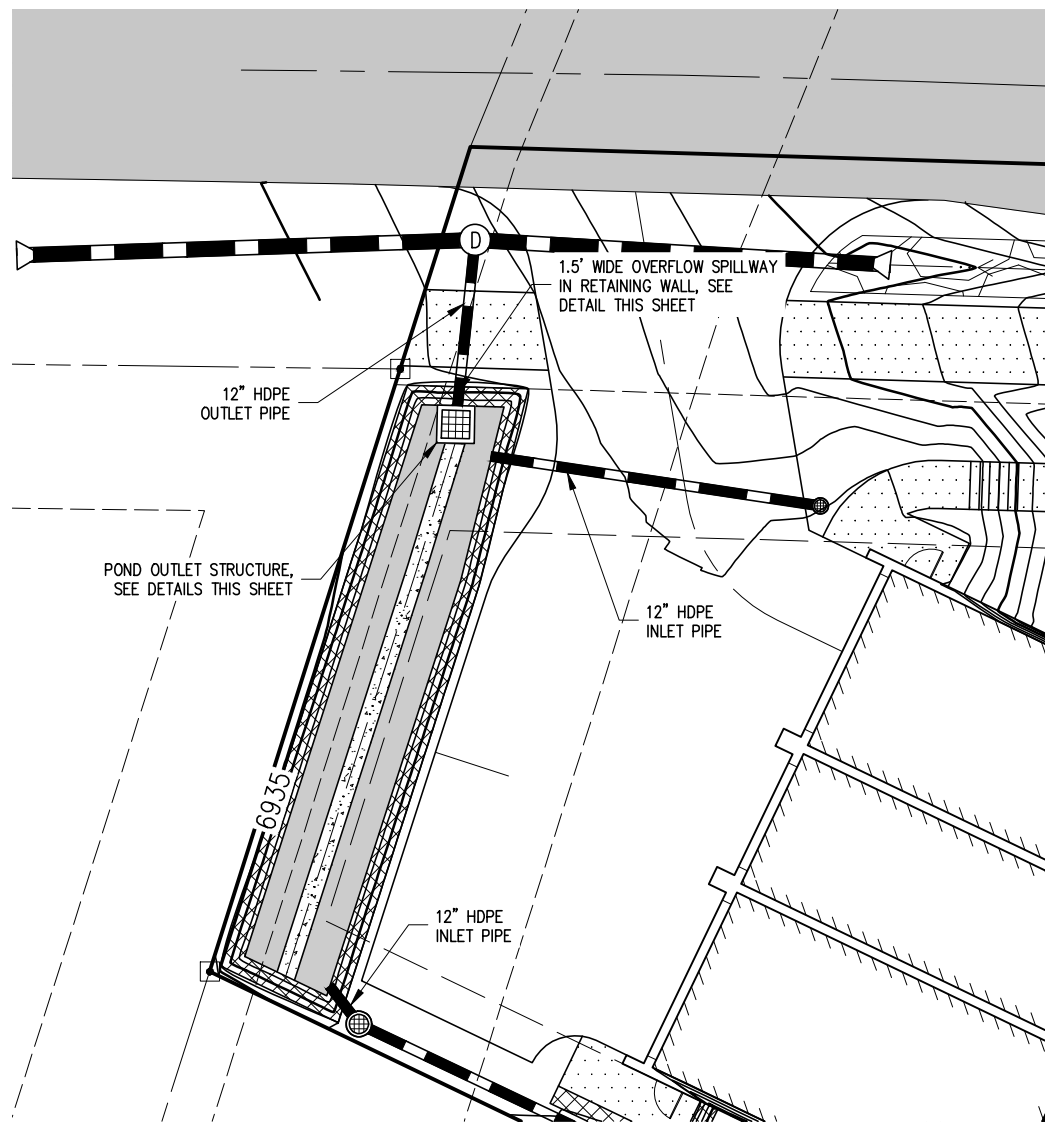 D
1.5' WIDE OVERFLOW SPILLWAY
IN RETAINING WALL, SEE
DETAIL THIS SHEET
12" HDPE
OUTLET PIPE
POND OUTLET STRUCTURE,
SEE DETAILS THIS SHEET
12" HDPE
INLET PIPE
6935
12" HDPE
INLET PIPE